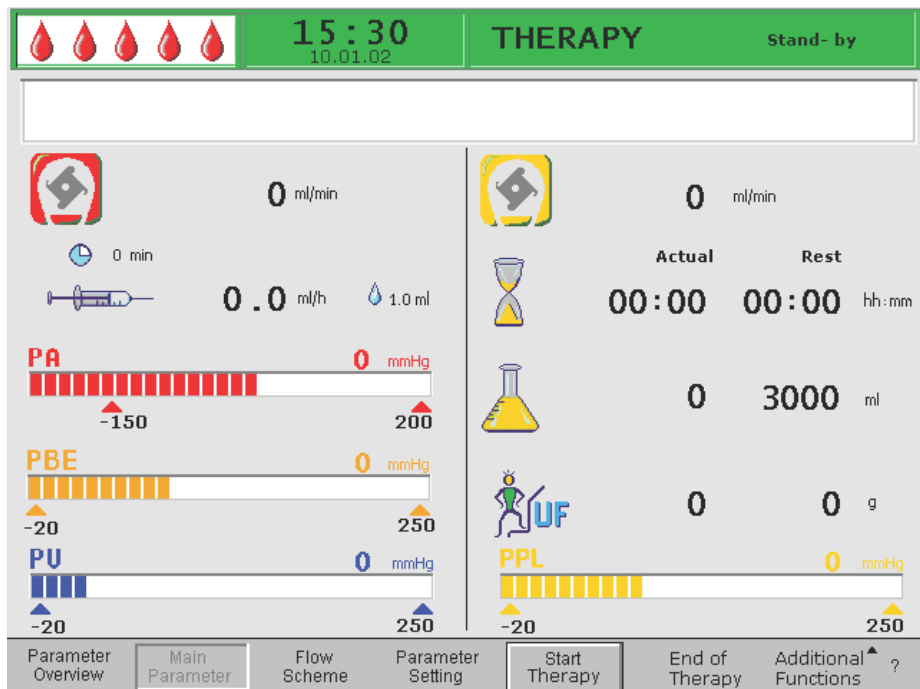 15:30
10.01.02
THERAPY
Stand- by
0 ml/min
0 min
0.0 ml/h
1.0 ml
PA 0 mmHg
-150 200
PBE 0 mmHg
-20 250
PV 0 mmHg
-20 250
0 ml/min
Actual Rest
00:00 00:00 hh:mm
0 3000 ml
UF 0 0 g
PPL 0 mmHg
-20 250
Parameter
Overview
Main
Parameter
Flow
Scheme
Parameter
Setting
Start
Therapy
End of
Therapy
Additional
Functions
?